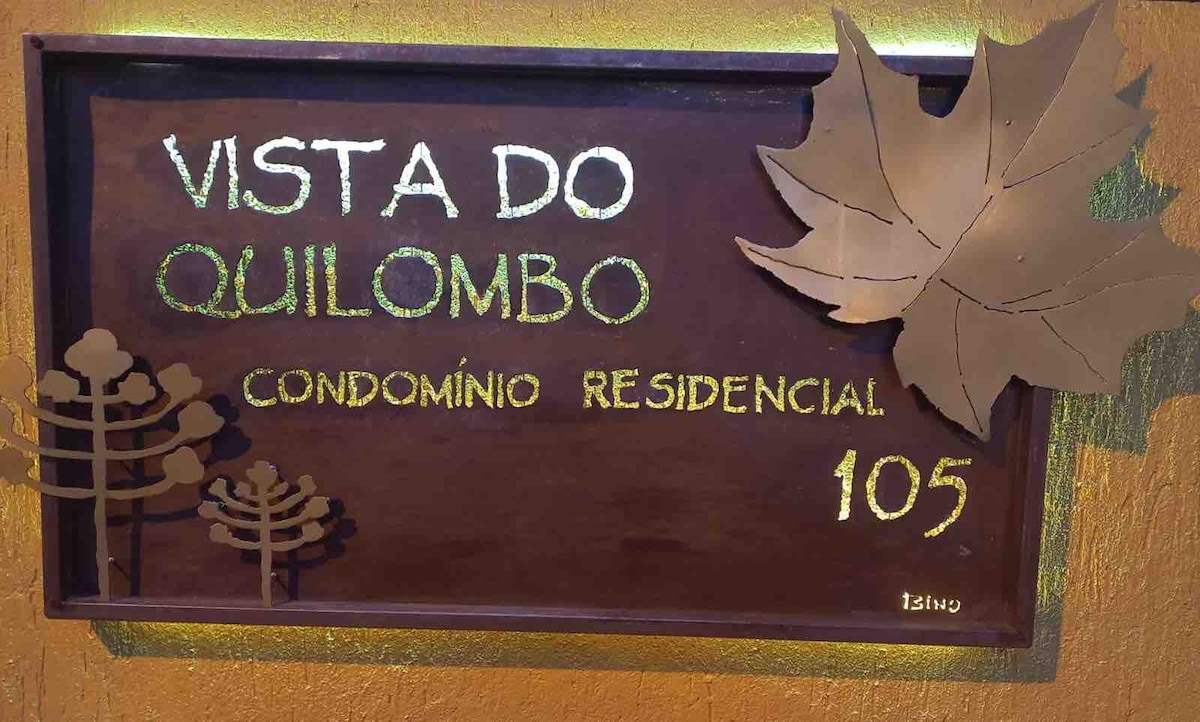 VISTA DO
QUILOMBO
CONDOMÍNIO RESIDENCIAL
105
BINO